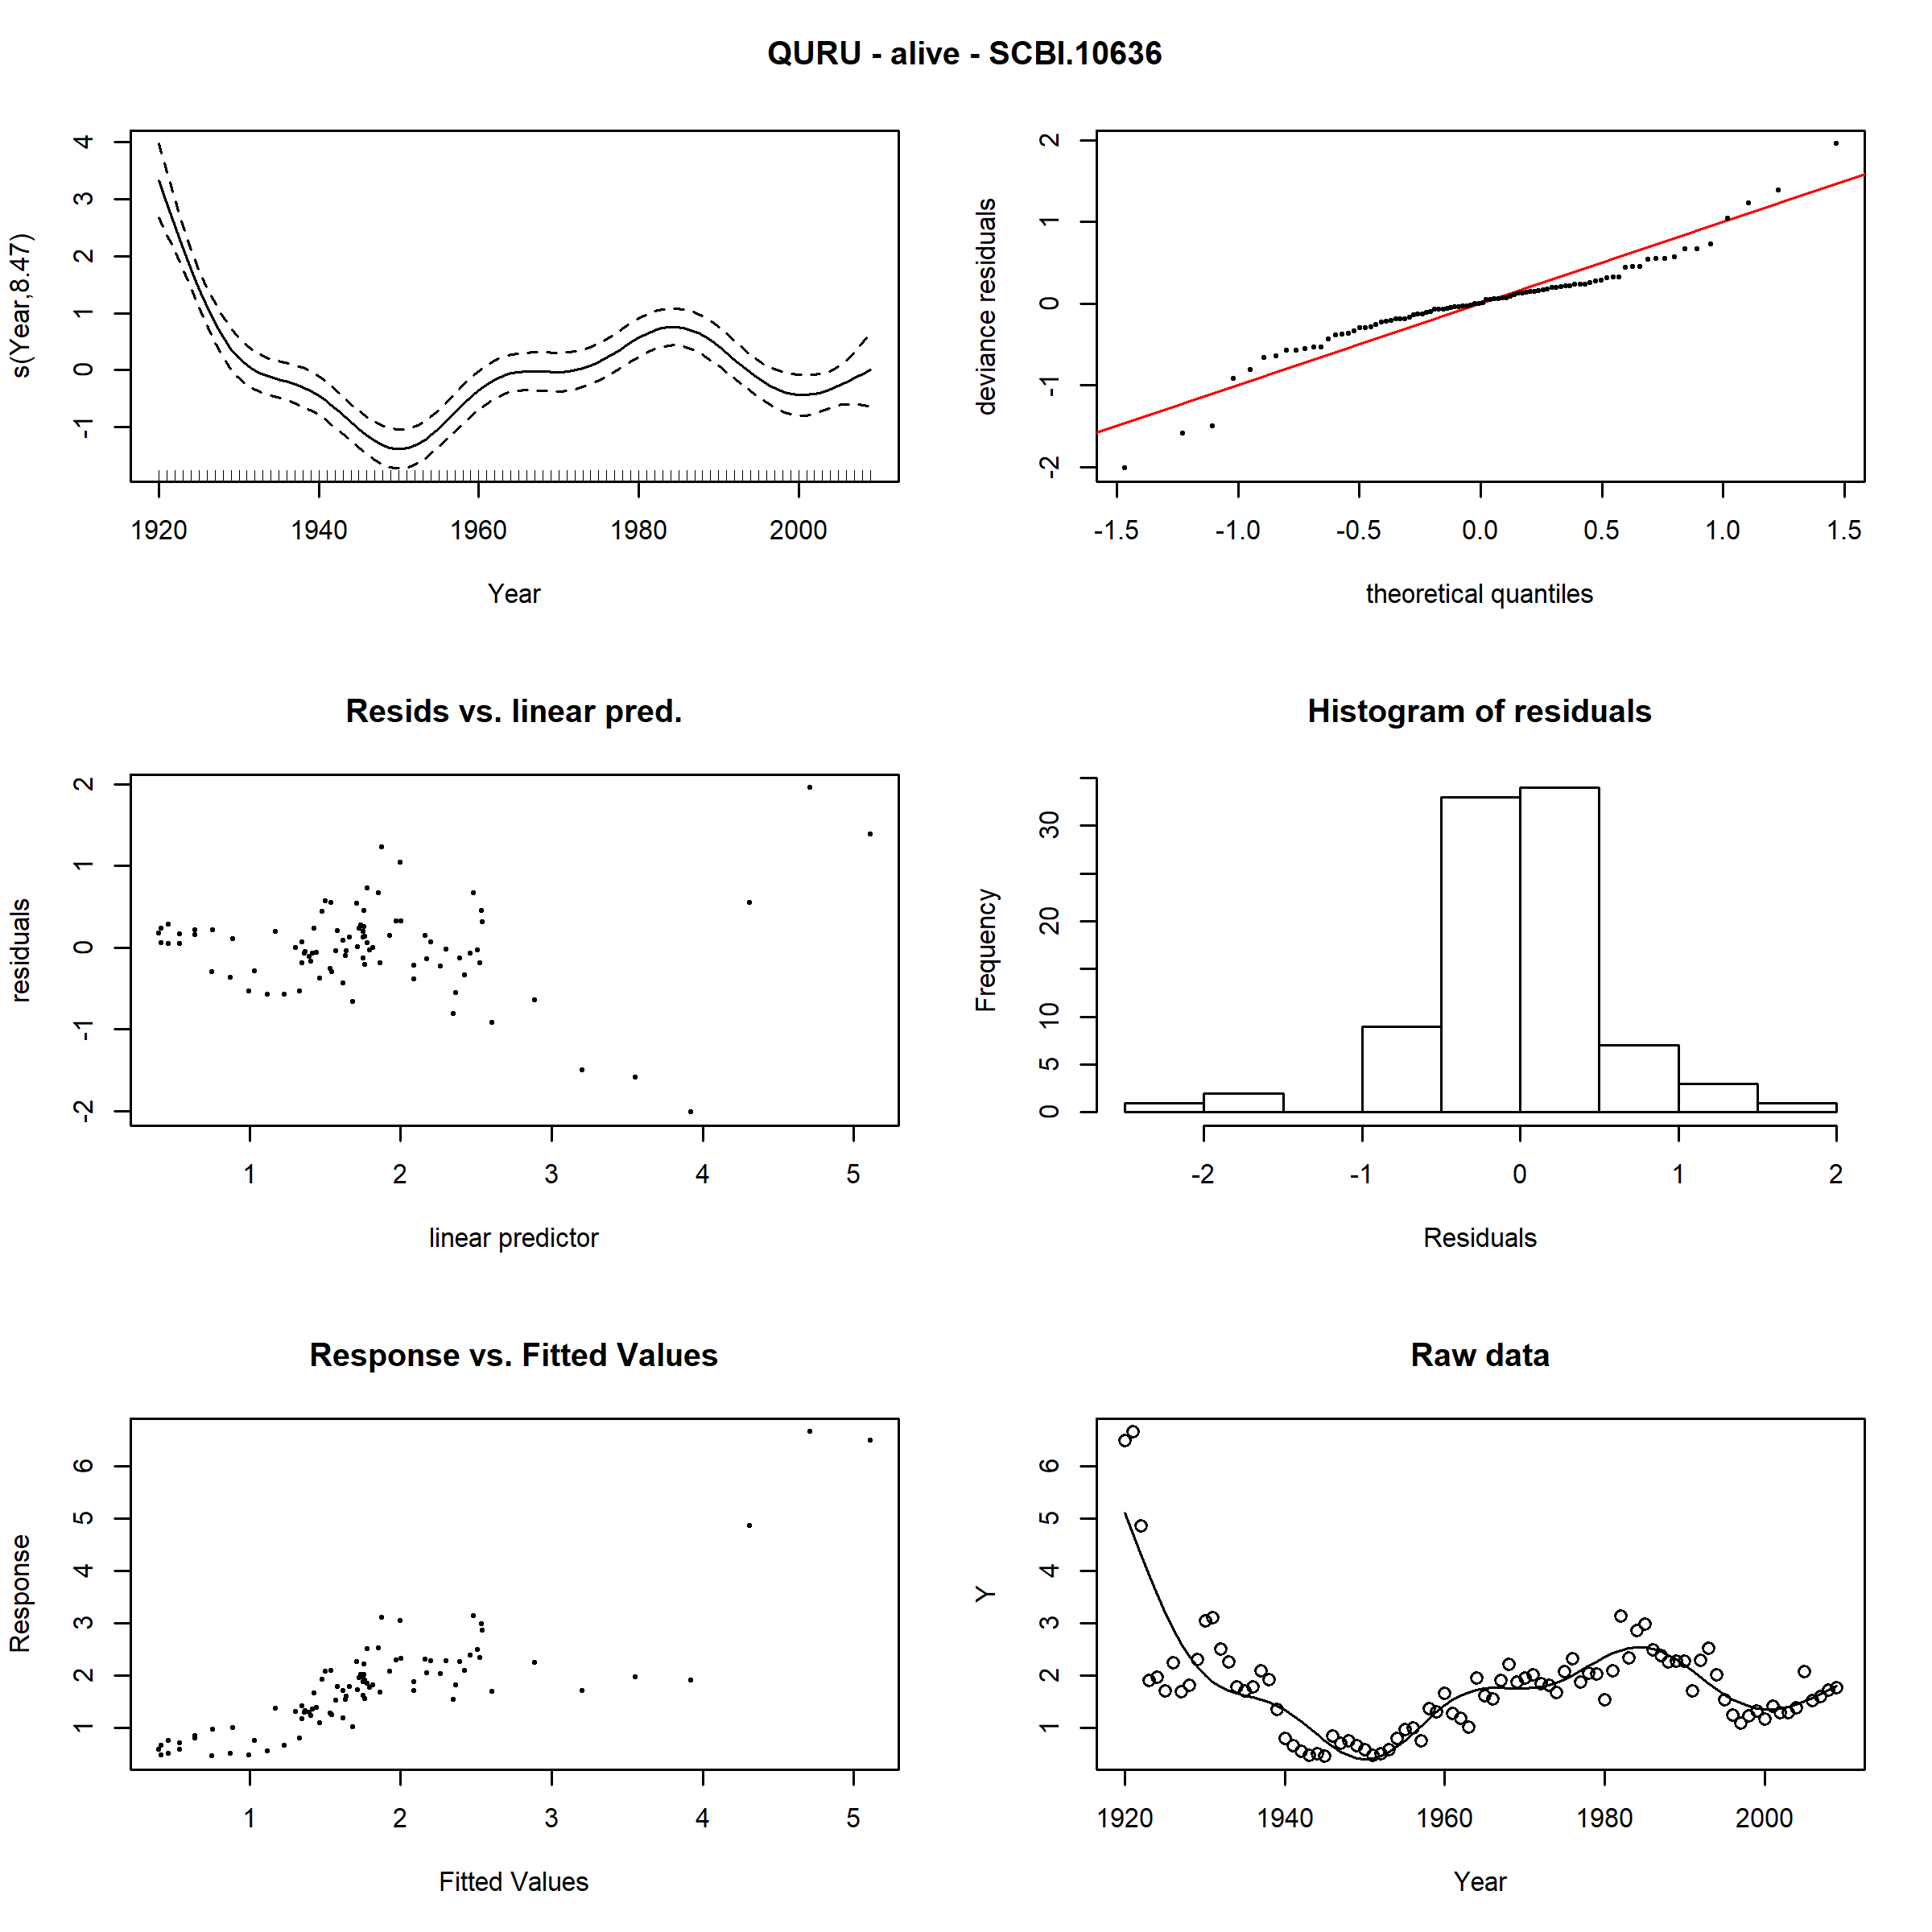 QURU - alive - SCBI.10636
s(Year,8.47)
4
3
2
1
0
-1
1920 1940 1960 1980 2000
Year
deviance residuals
2
1
0
-1
-2
-1.5 -1.0 -0.5 0.0 0.5 1.0 1.5
theoretical quantiles
Resids vs. linear pred.
residuals
2
1
0
-1
-2
1 2 3 4 5
linear predictor
Histogram of residuals
Frequency
30
20
10
5
0
-2 -1 0 1 2
Residuals
Response vs. Fitted Values
Response
6
5
4
3
2
1
1 2 3 4 5
Fitted Values
Raw data
Y
6
5
4
3
2
1
1920 1940 1960 1980 2000
Year